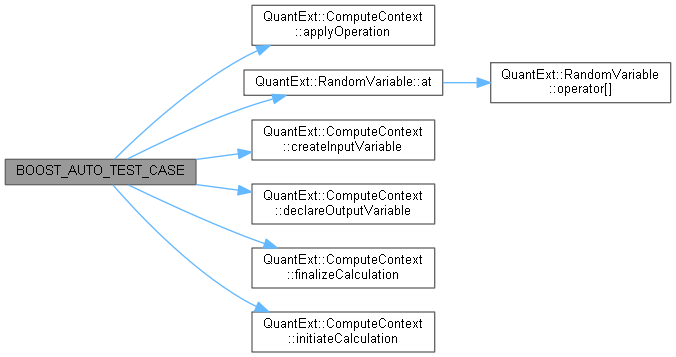 QuantExt::ComputeContext
::applyOperation
QuantExt::RandomVariable::at
QuantExt::RandomVariable
::operator[]
QuantExt::ComputeContext
::createInputVariable
BOOST_AUTO_TEST_CASE
QuantExt::ComputeContext
::declareOutputVariable
QuantExt::ComputeContext
::finalizeCalculation
QuantExt::ComputeContext
::initiateCalculation